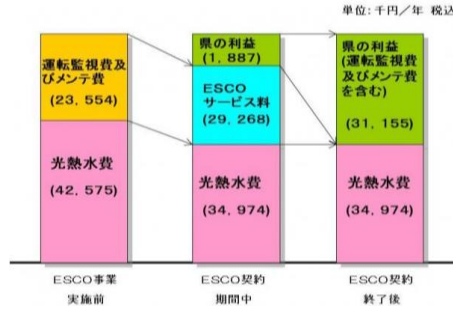 単位:千円／年 税込
運転監視費及
びメンテ費
(23, 554)
光熱水費
(42, 575)
県の利益
(1, 887)
ESCO
サービス料
(29, 268)
光熱水費
(34, 974)
県の利益
(運転監視費
及びメンテ費
を含む)
(31, 155)
光熱水費
(34, 974)
ESCO事業
実施前
ESCO契約
期間中
ESCO契約
終了後